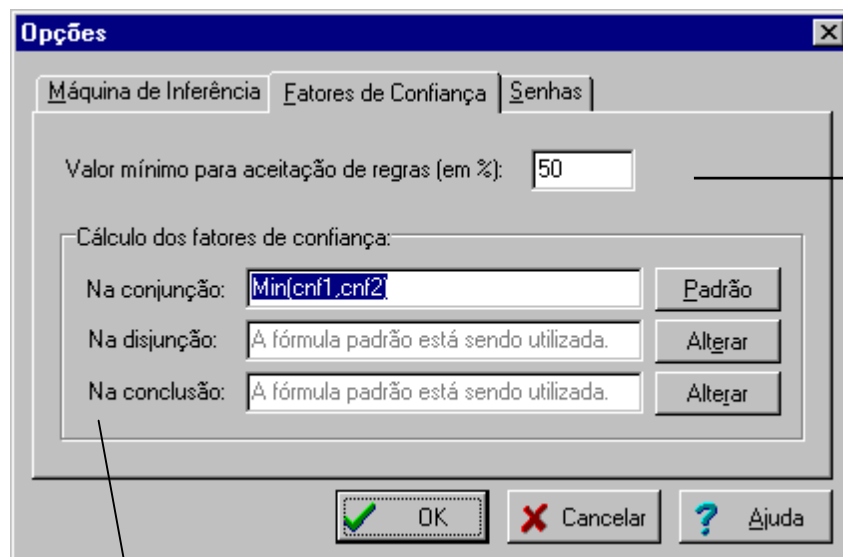 Opções
Máquina de Inferência Fatores de Confiança Senhas
Valor mínimo para aceitação de regras (em %): 50
Cálculo dos fatores de confiança:
Na conjunção: Min(cnf1,cnf2) Padrão
Na disjunção: A fórmula padrão está sendo utilizada. Alterar
Na conclusão: A fórmula padrão está sendo utilizada. Alterar
OK Cancelar ? Ajuda